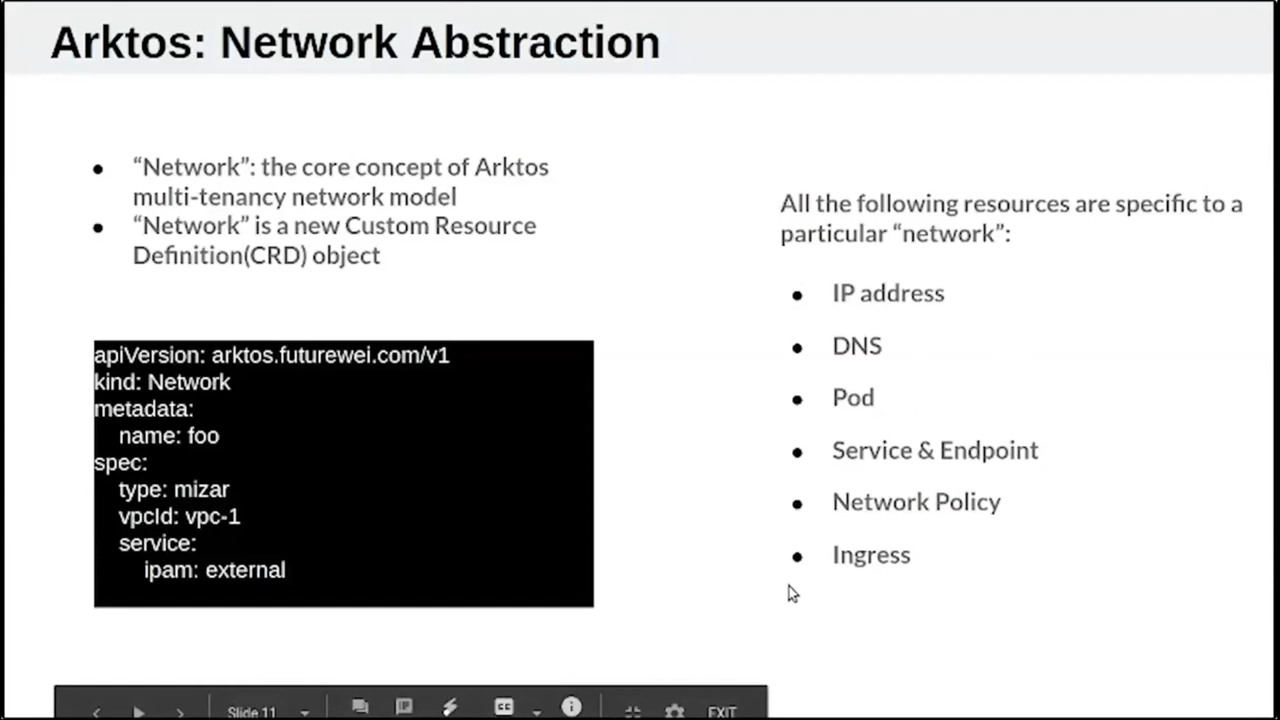 Arktos: Network Abstraction
● “Network”: the core concept of Arktos
multi-tenancy network model
● “Network” is a new Custom Resource
Definition(CRD) object
apiVersion: arktos.futurewei.com/v1
kind: Network
metadata:
name: foo
spec:
type: mizar
vpcId: vpc-1
service:
ipam: external
All the following resources are specific to a
particular “network”:
● IP address
● DNS
● Pod
● Service & Endpoint
● Network Policy
● Ingress
Slide 11
CC
EXIT